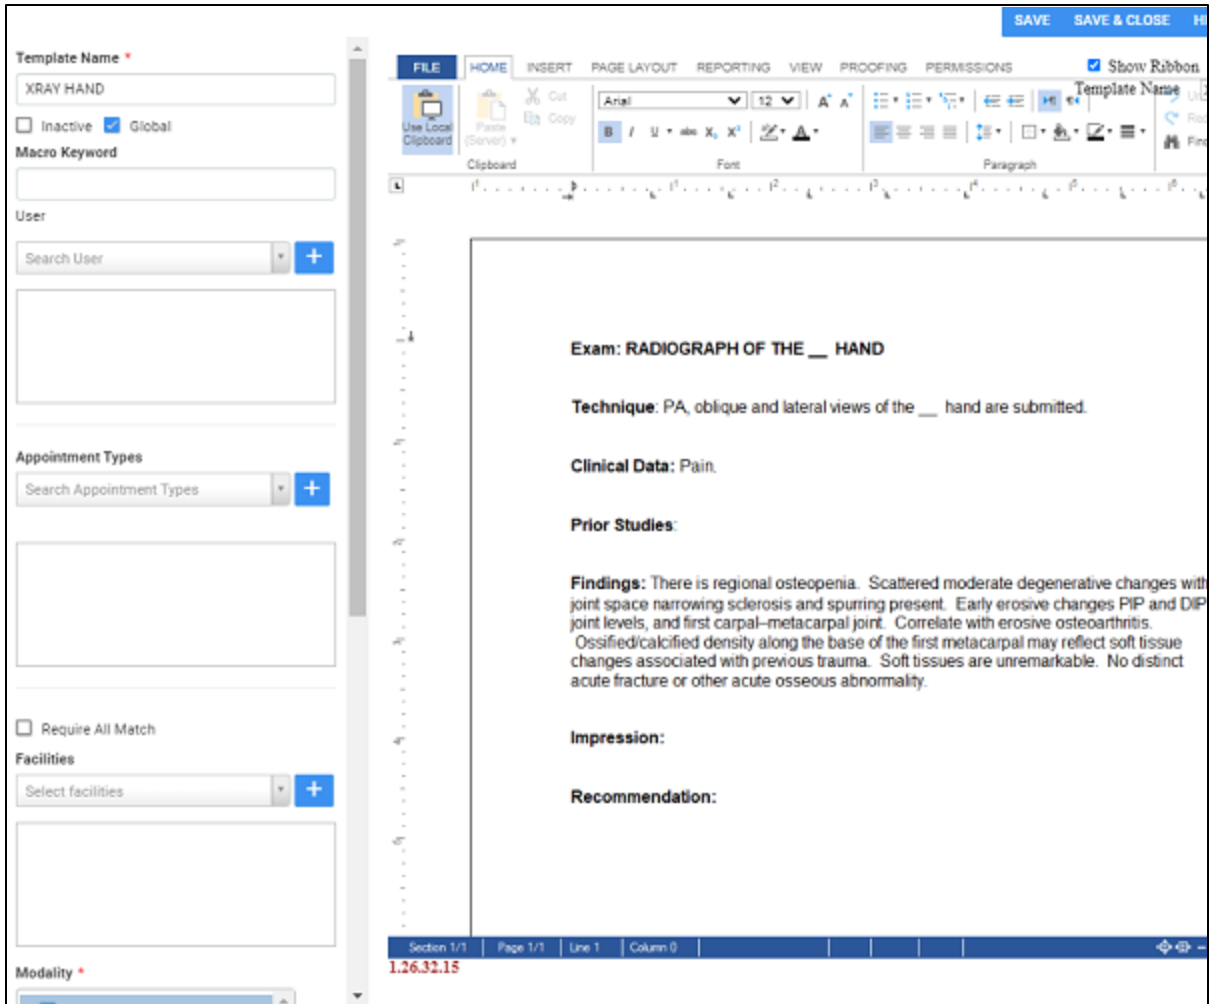 SAVE SAVE & CLOSE
Template Name *
XRAY HAND
Inactive Global
Macro Keyword
User
Search User
Appointment Types
Search Appointment Types
Require All Match
Facilities
Select facilities
Modality *
FILE HOME INSERT PAGE LAYOUT REPORTING VIEW PROOFING PERMISSIONS Show Ribbon
Template Name
Use Local Clipboard
Paste (Server)
Cut
Copy
Clipboard
Arial 12
B I U abc X, X²
Font
Paragraph
Exam: RADIOGRAPH OF THE __ HAND
Technique: PA, oblique and lateral views of the __ hand are submitted.
Clinical Data: Pain.
Prior Studies:
Findings: There is regional osteopenia. Scattered moderate degenerative changes with
joint space narrowing sclerosis and spurring present. Early erosive changes PIP and DIP
joint levels, and first carpal–metacarpal joint. Correlate with erosive osteoarthritis.
Ossified/calcified density along the base of the first metacarpal may reflect soft tissue
changes associated with previous trauma. Soft tissues are unremarkable. No distinct
acute fracture or other acute osseous abnormality.
Impression:
Recommendation:
Section 1/1 Page 1/1 Line 1 Column 0
1.26.32.15